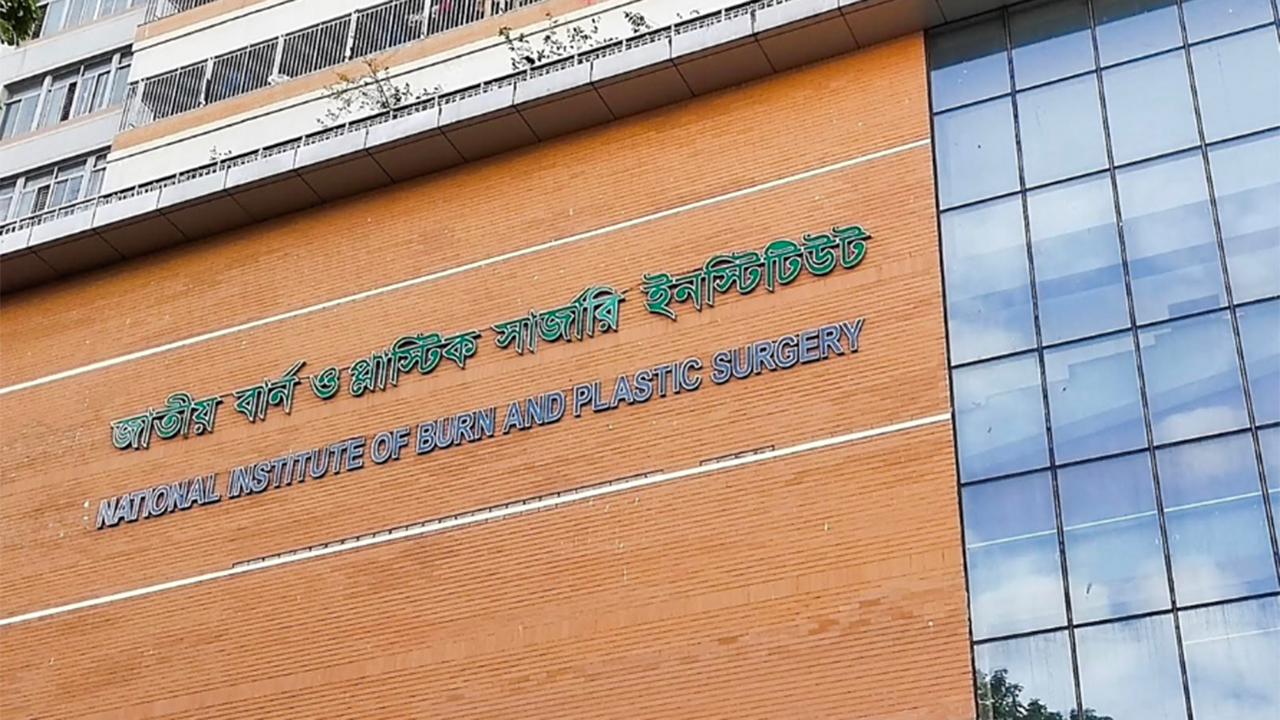 জাতীয় বার্ন ও প্লাস্টিক সার্জারি ইনস্টিটিউট
NATIONAL INSTITUTE OF BURN AND PLASTIC SURGERY